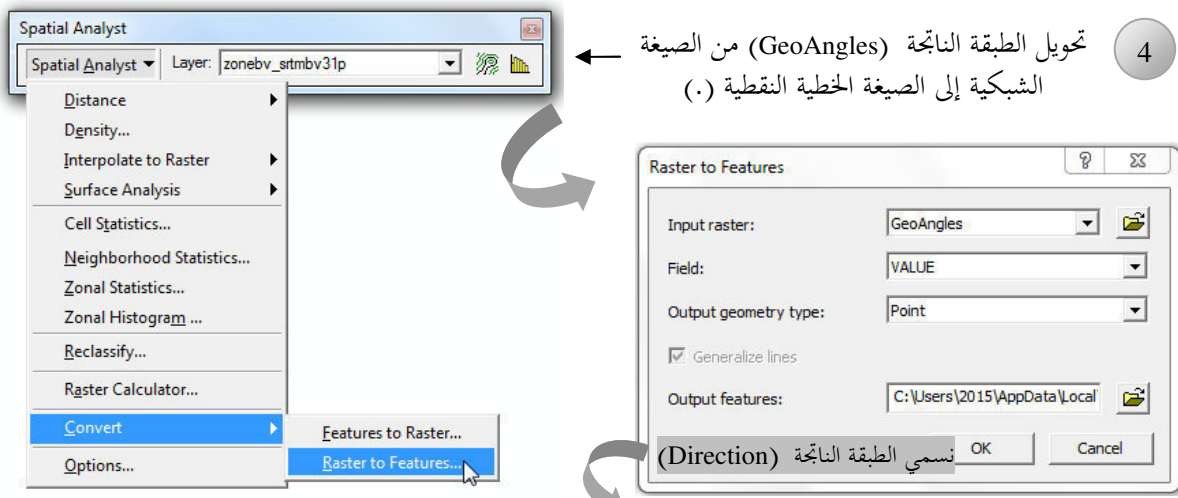 4
تحويل الطبقة الناتجة (GeoAngles) من الصيغة
الشبكية إلى الصيغة الخطية النقطية (.)
Spatial Analyst
Spatial Analyst
Layer:
zonebv_srtmbv31p
Distance
Density...
Interpolate to Raster
Surface Analysis
Cell Statistics...
Neighborhood Statistics...
Zonal Statistics...
Zonal Histogram ...
Reclassify...
Raster Calculator...
Convert
Options...
Features to Raster...
Raster to Features...
Raster to Features
Input raster:
GeoAngles
Field:
VALUE
Output geometry type:
Point
Generalize lines
Output features:
C:\Users\2015\AppData\Local\
OK
Cancel
نسمي الطبقة الناتجة (Direction)